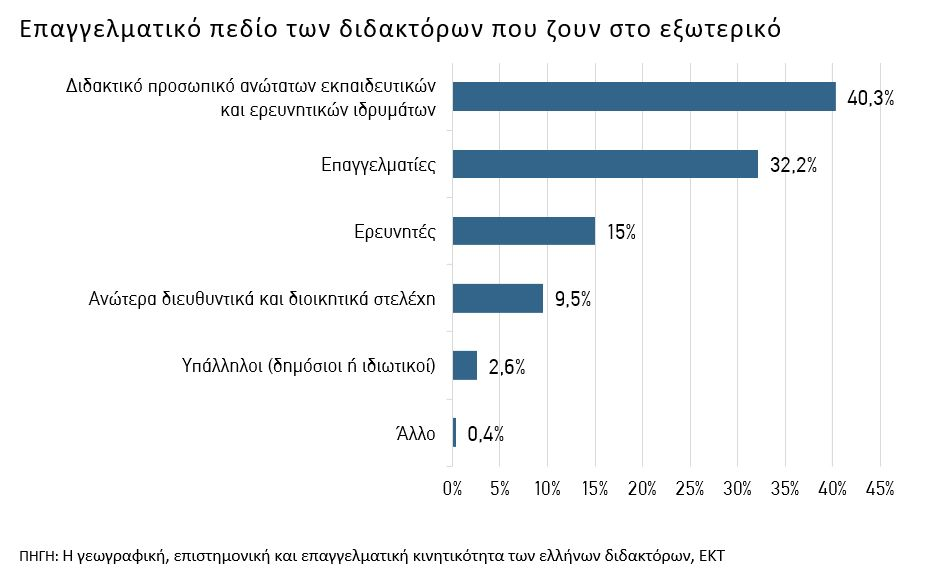 Επαγγελματικό πεδίο των διδακτόρων που ζουν στο εξωτερικό
Διδακτικό προσωπικό ανώτατων εκπαιδευτικών
και ερευνητικών ιδρυμάτων
40,3%
Επαγγελματίες
32,2%
Ερευνητές
15%
Ανώτερα διευθυντικά και διοικητικά στελέχη
9,5%
Υπάλληλοι (δημόσιοι ή ιδιωτικοί)
2,6%
Άλλο
0,4%
0% 5% 10% 15% 20% 25% 30% 35% 40% 45%
ΠΗΓΗ: Η γεωγραφική, επιστημονική και επαγγελματική κινητικότητα των ελλήνων διδακτόρων, ΕΚΤ